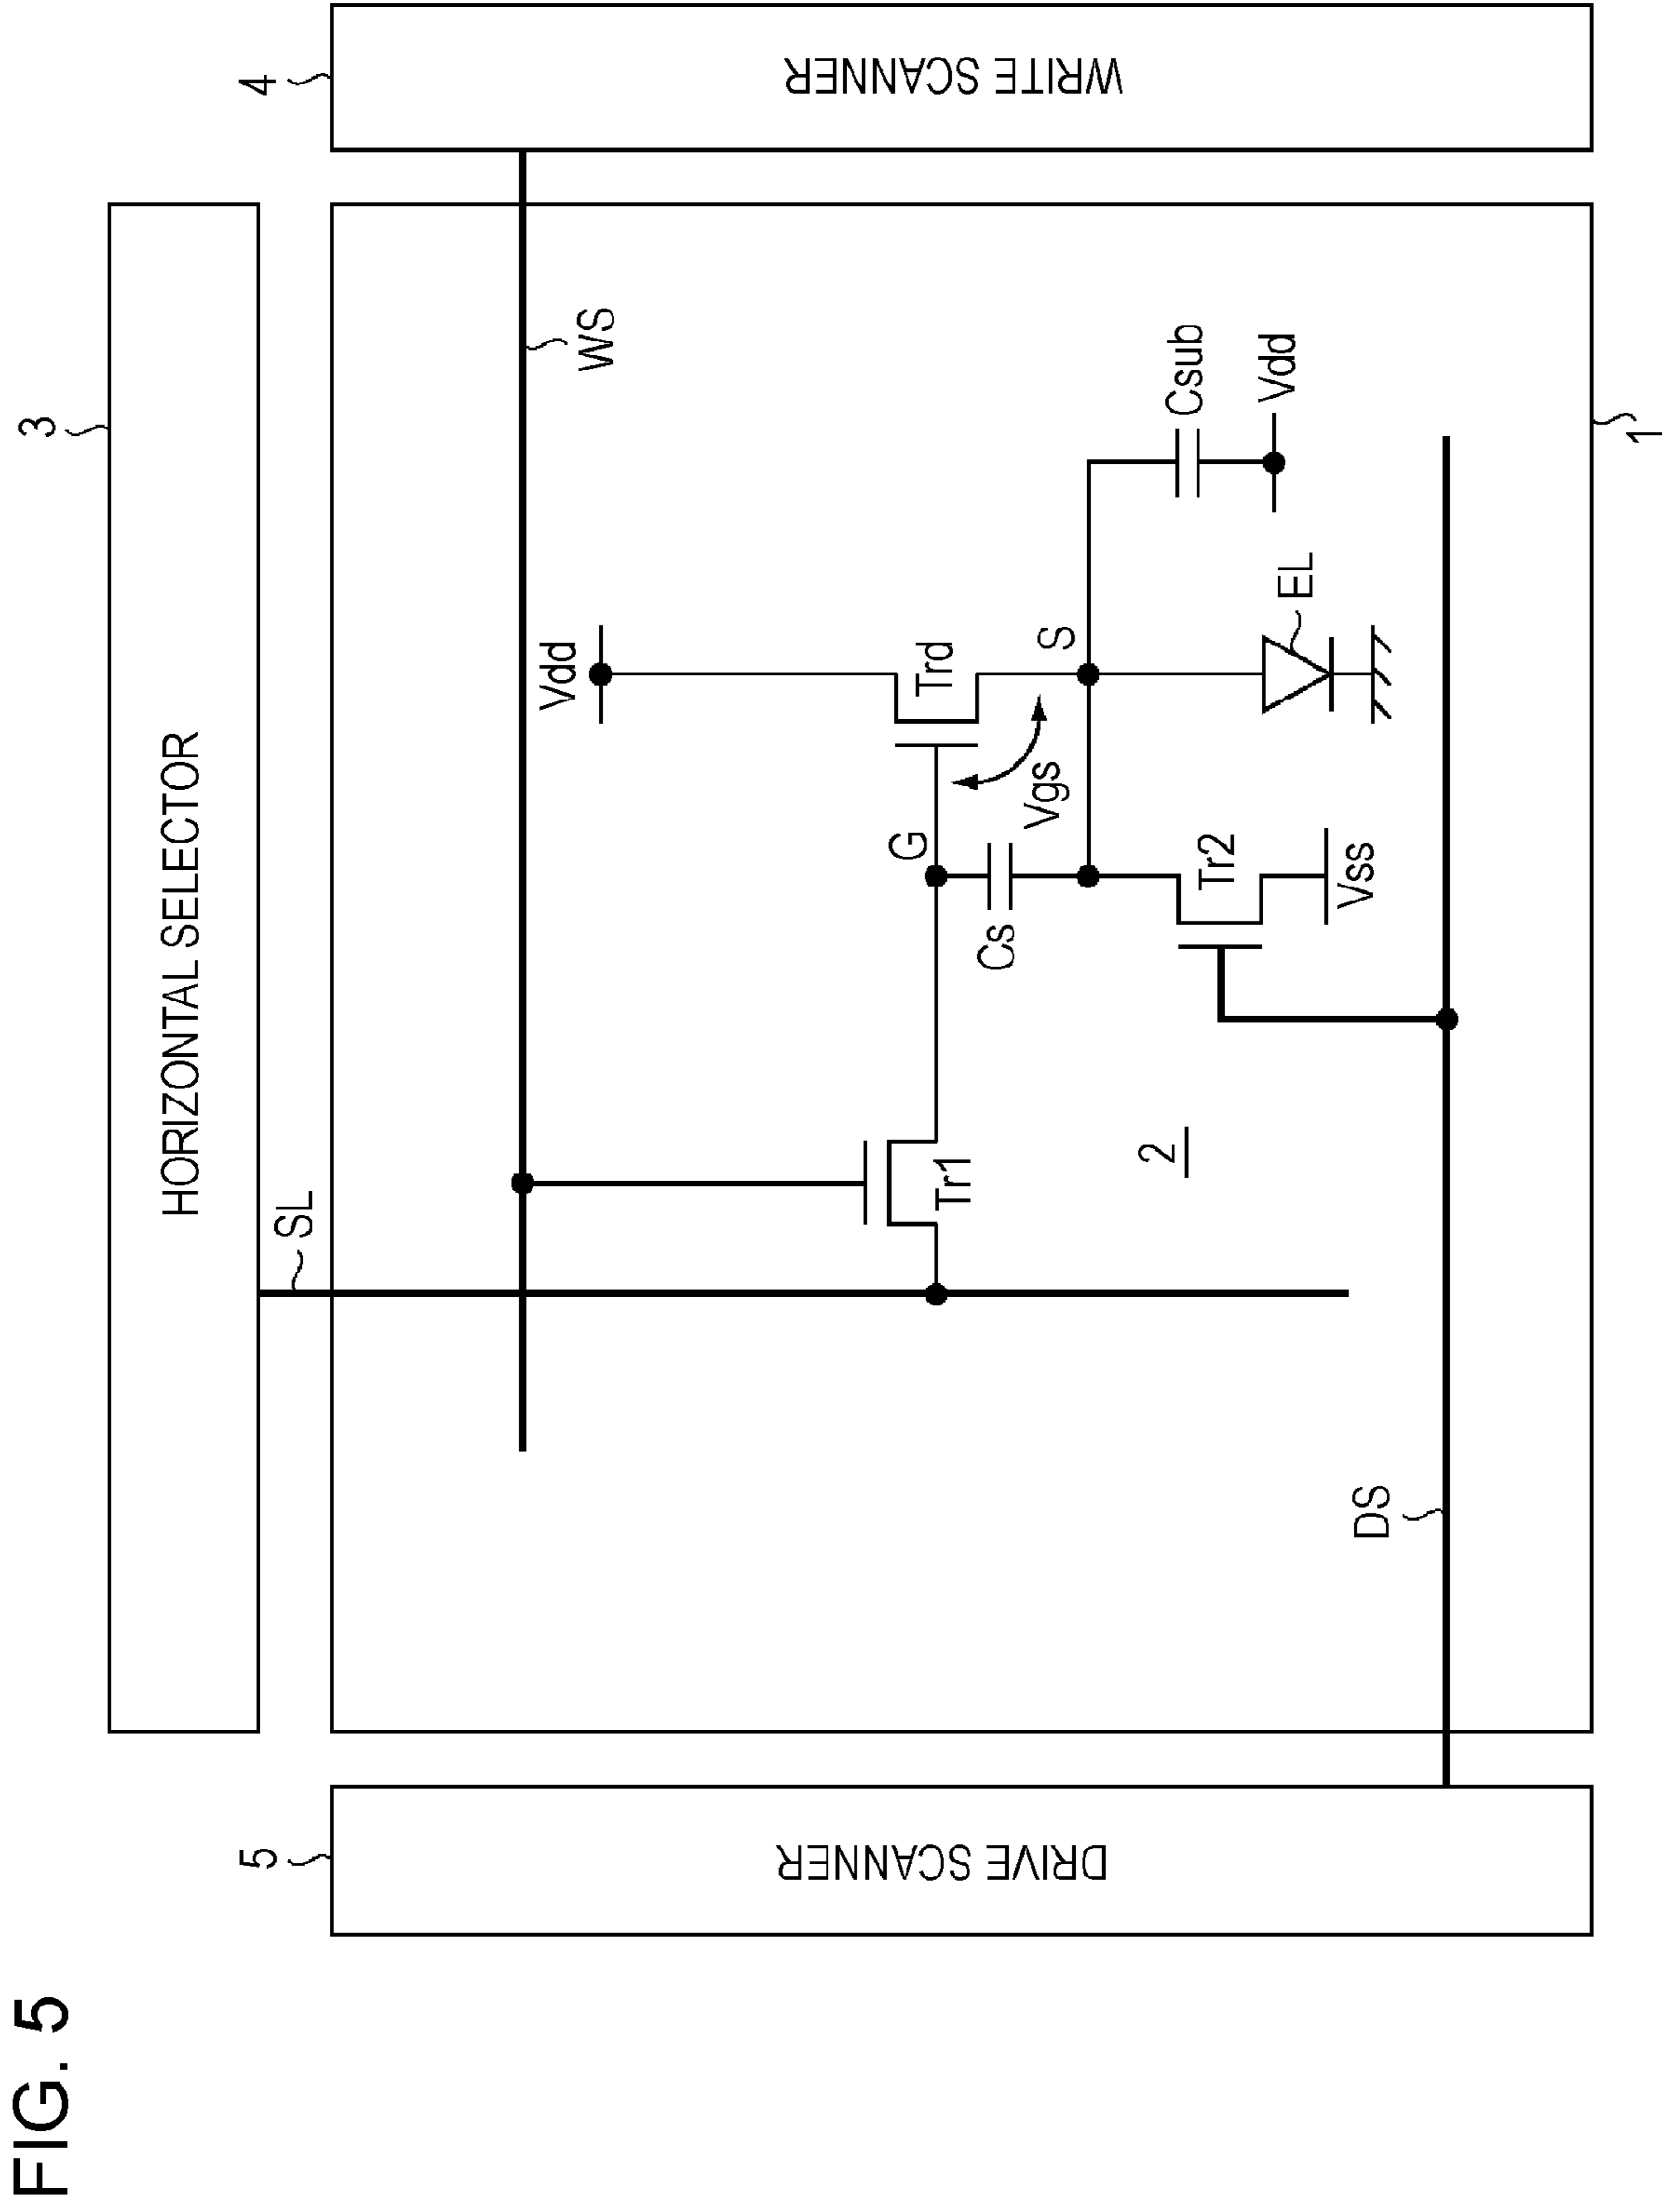 FIG. 5
3
HORIZONTAL SELECTOR
5
SL
4
DRIVE SCANNER
WRITE SCANNER
WS
Vdd
G
Trd
Tr1
Cs
Vgs
S
2
Tr2
Csub
Vdd
EL
Vss
DS
1